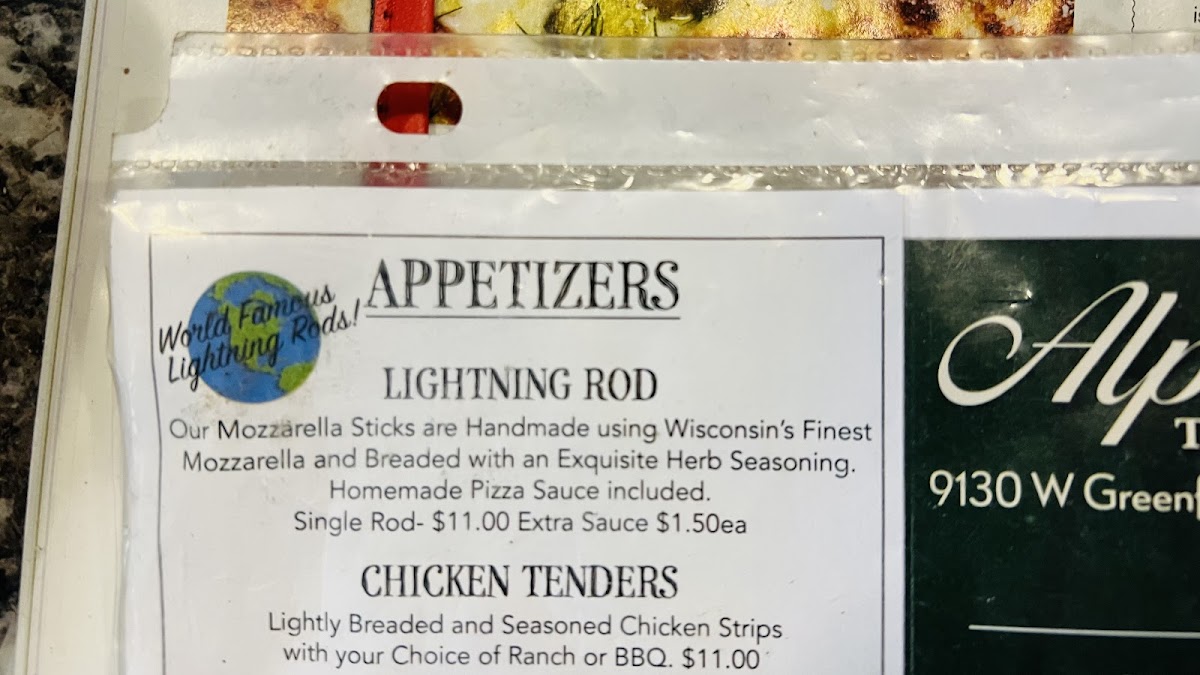 World Famous
Lightning Rods!
APPETIZERS
LIGHTNING ROD
Our Mozzarella Sticks are Handmade using Wisconsin's Finest
Mozzarella and Breaded with an Exquisite Herb Seasoning.
Homemade Pizza Sauce included.
Single Rod- $11.00 Extra Sauce $1.50ea
CHICKEN TENDERS
Lightly Breaded and Seasoned Chicken Strips
with your Choice of Ranch or BBQ. $11.00
Alp
T
9130 W Greenf